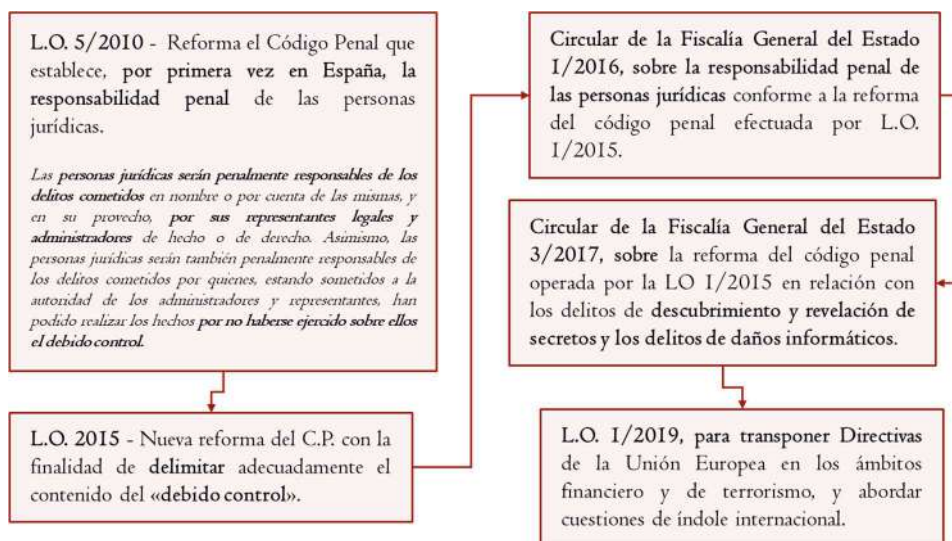 L.O. 5/2010 - Reforma el Código Penal que
establece, por primera vez en España, la
responsabilidad penal de las personas
jurídicas.
Las personas jurídicas serán penalmente responsables de los
delitos cometidos en nombre o por cuenta de las mismas, y
en su provecho, por sus representantes legales y
administradores de hecho o de derecho. Asimismo, las
personas jurídicas serán también penalmente responsables de
los delitos cometidos por quienes, estando sometidos a la
autoridad de los administradores y representantes, han
podido realizar los hechos por no haberse ejercido sobre ellos
el debido control.
L.O. 2015 - Nueva reforma del C.P. con la
finalidad de delimitar adecuadamente el
contenido del «debido control».
Circular de la Fiscalía General del Estado
1/2016, sobre la responsabilidad penal de
las personas jurídicas conforme a la reforma
del código penal efectuada por L.O.
1/2015.
Circular de la Fiscalía General del Estado
3/2017, sobre la reforma del código penal
operada por la LO 1/2015 en relación con
los delitos de descubrimiento y revelación de
secretos y los delitos de daños informáticos.
L.O. 1/2019, para transponer Directivas
de la Unión Europea en los ámbitos
financiero y de terrorismo, y abordar
cuestiones de índole internacional.